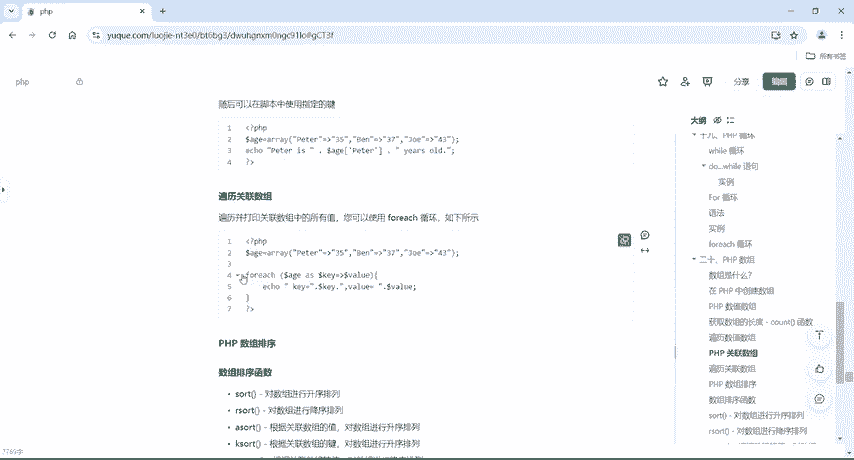 php
yuque.com/luojie-nt3e0/bt6bg3/dwuhgnxm0ngc91lo#gCT3f
所有书签
php
分享
编辑
随后可以在脚本中使用指定的键
1 <?php
2 $age=array("Peter"=>"35","Ben"=>"37","Joe"=>"43");
3 echo "Peter is " . $age['Peter'] . " years old.";
4 ?>
遍历关联数组
遍历并打印关联数组中的所有值,您可以使用 foreach 循环,如下所示
1 <?php
2 $age=array("Peter"=>"35","Ben"=>"37","Joe"=>"43");
3
4 foreach ($age as $key=>$value){
5 echo " key=".$key.",value= ".$value;
6 }
7 ?>
PHP 数组排序
数组排序函数
• sort() - 对数组进行升序排列
• rsort() - 对数组进行降序排列
• asort() - 根据关联数组的值,对数组进行升序排列
• ksort() - 根据关联数组的键,对数组进行升序排列
大纲
十九、PHP 循环
while 循环
do...while 语句
实例
For 循环
语法
实例
foreach 循环
二十、PHP 数组
数组是什么?
在 PHP 中创建数组
PHP 数值数组
获取数组的长度 - count() 函数
遍历数值数组
PHP 关联数组
遍历关联数组
PHP 数组排序
数组排序函数
sort() - 对数组进行升序排列
rsort() - 对数组进行降序排列
7769字